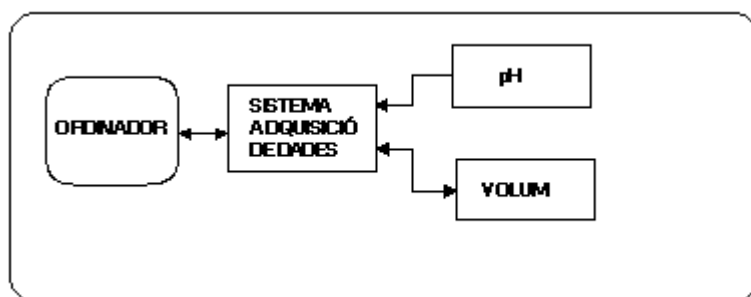 ORDINADOR
SISTEMA
ADQUISICIÓ
DE DADES
pH
VOLUM